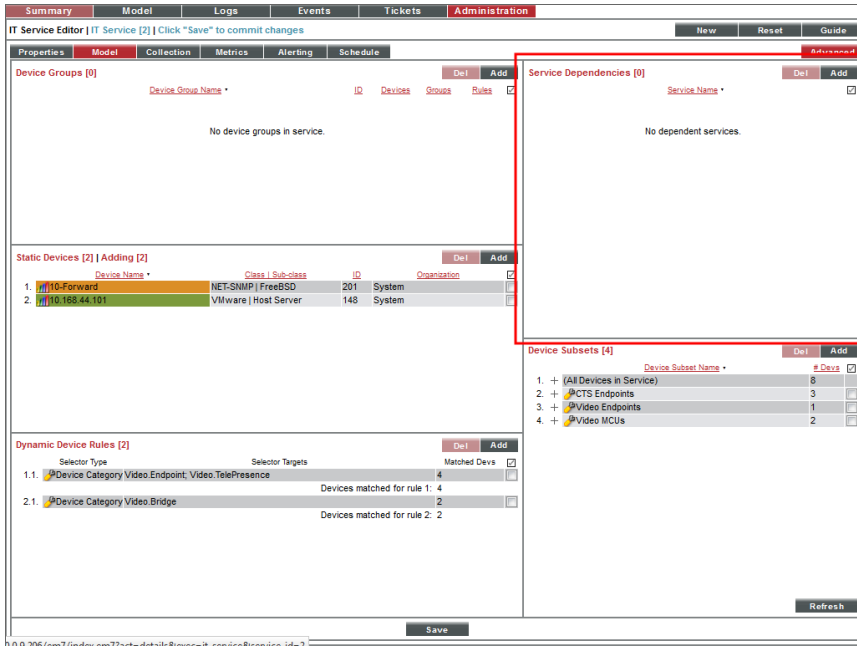 Summary Model Logs Events Tickets Administration
IT Service Editor | IT Service [2] | Click "Save" to commit changes New Reset Guide
Properties Model Collection Metrics Alerting Schedule Advanced
Device Groups [0] Del Add
Device Group Name ID Devices Groups Rules
No device groups in service.
Service Dependencies [0] Del Add
Service Name
No dependent services.
Static Devices [2] | Adding [2] Del Add
Device Name Class | Sub-class ID Organization
1. 10-Forward NET-SNMP | FreeBSD 201 System
2. 10.168.44.101 VMware | Host Server 148 System
Device Subsets [4] Del Add
Device Subset Name # Devs
1. + (All Devices in Service) 8
2. + CTS Endpoints 3
3. + Video Endpoints 1
4. + Video MCUs 2
Dynamic Device Rules [2] Del Add
Selector Type Selector Targets Matched Devs
1.1. Device Category Video.Endpoint; Video.TelePresence 4
Devices matched for rule 1: 4
2.1. Device Category Video.Bridge 2
Devices matched for rule 2: 2
Refresh
Save